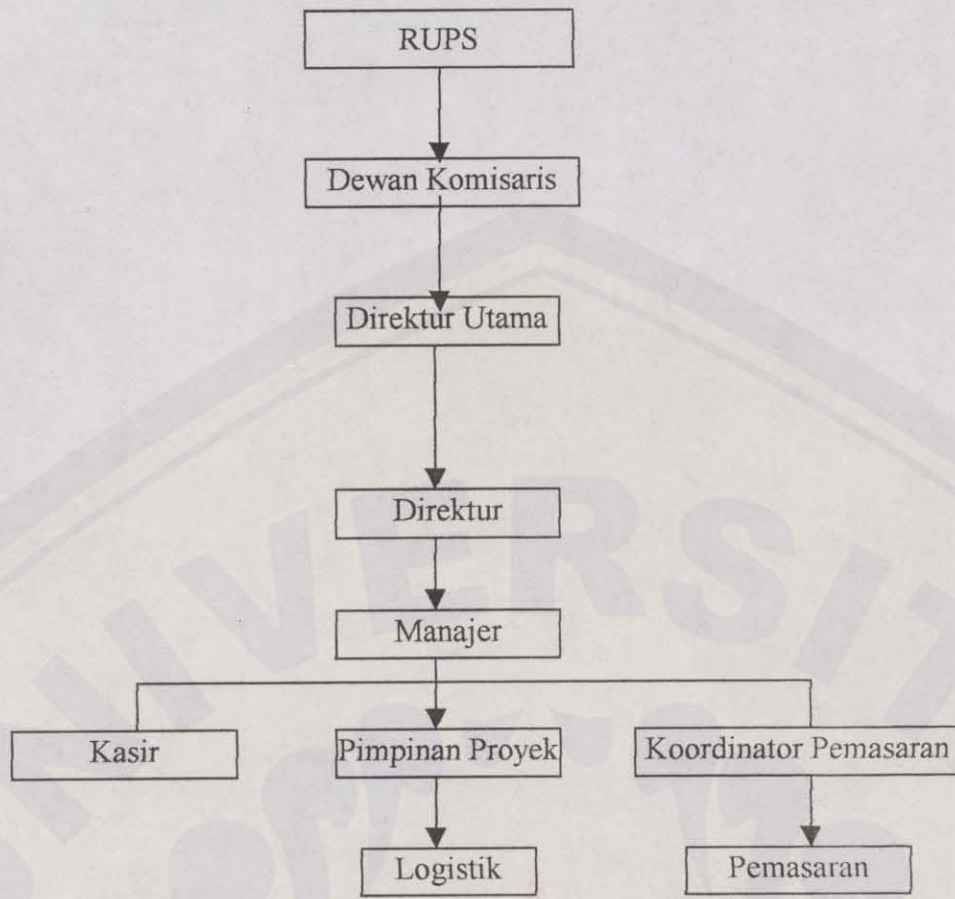 RUPS
Dewan Komisaris
Direktur Utama
Direktur
Manajer
Kasir
Pimpinan Proyek
Koordinator Pemasaran
Logistik
Pemasaran